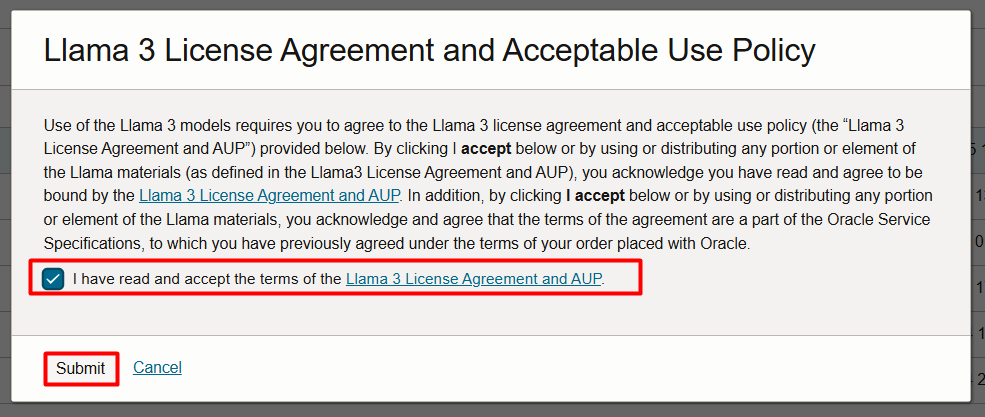 Llama 3 License Agreement and Acceptable Use Policy
Use of the Llama 3 models requires you to agree to the Llama 3 license agreement and acceptable use policy (the “Llama 3
License Agreement and AUP”) provided below. By clicking I accept below or by using or distributing any portion or element of
the Llama materials (as defined in the Llama3 License Agreement and AUP), you acknowledge you have read and agree to be
bound by the Llama 3 License Agreement and AUP. In addition, by clicking I accept below or by using or distributing any portion
or element of the Llama materials, you acknowledge and agree that the terms of the agreement are a part of the Oracle Service
Specifications, to which you have previously agreed under the terms of your order placed with Oracle.
I have read and accept the terms of the Llama 3 License Agreement and AUP.
Submit Cancel